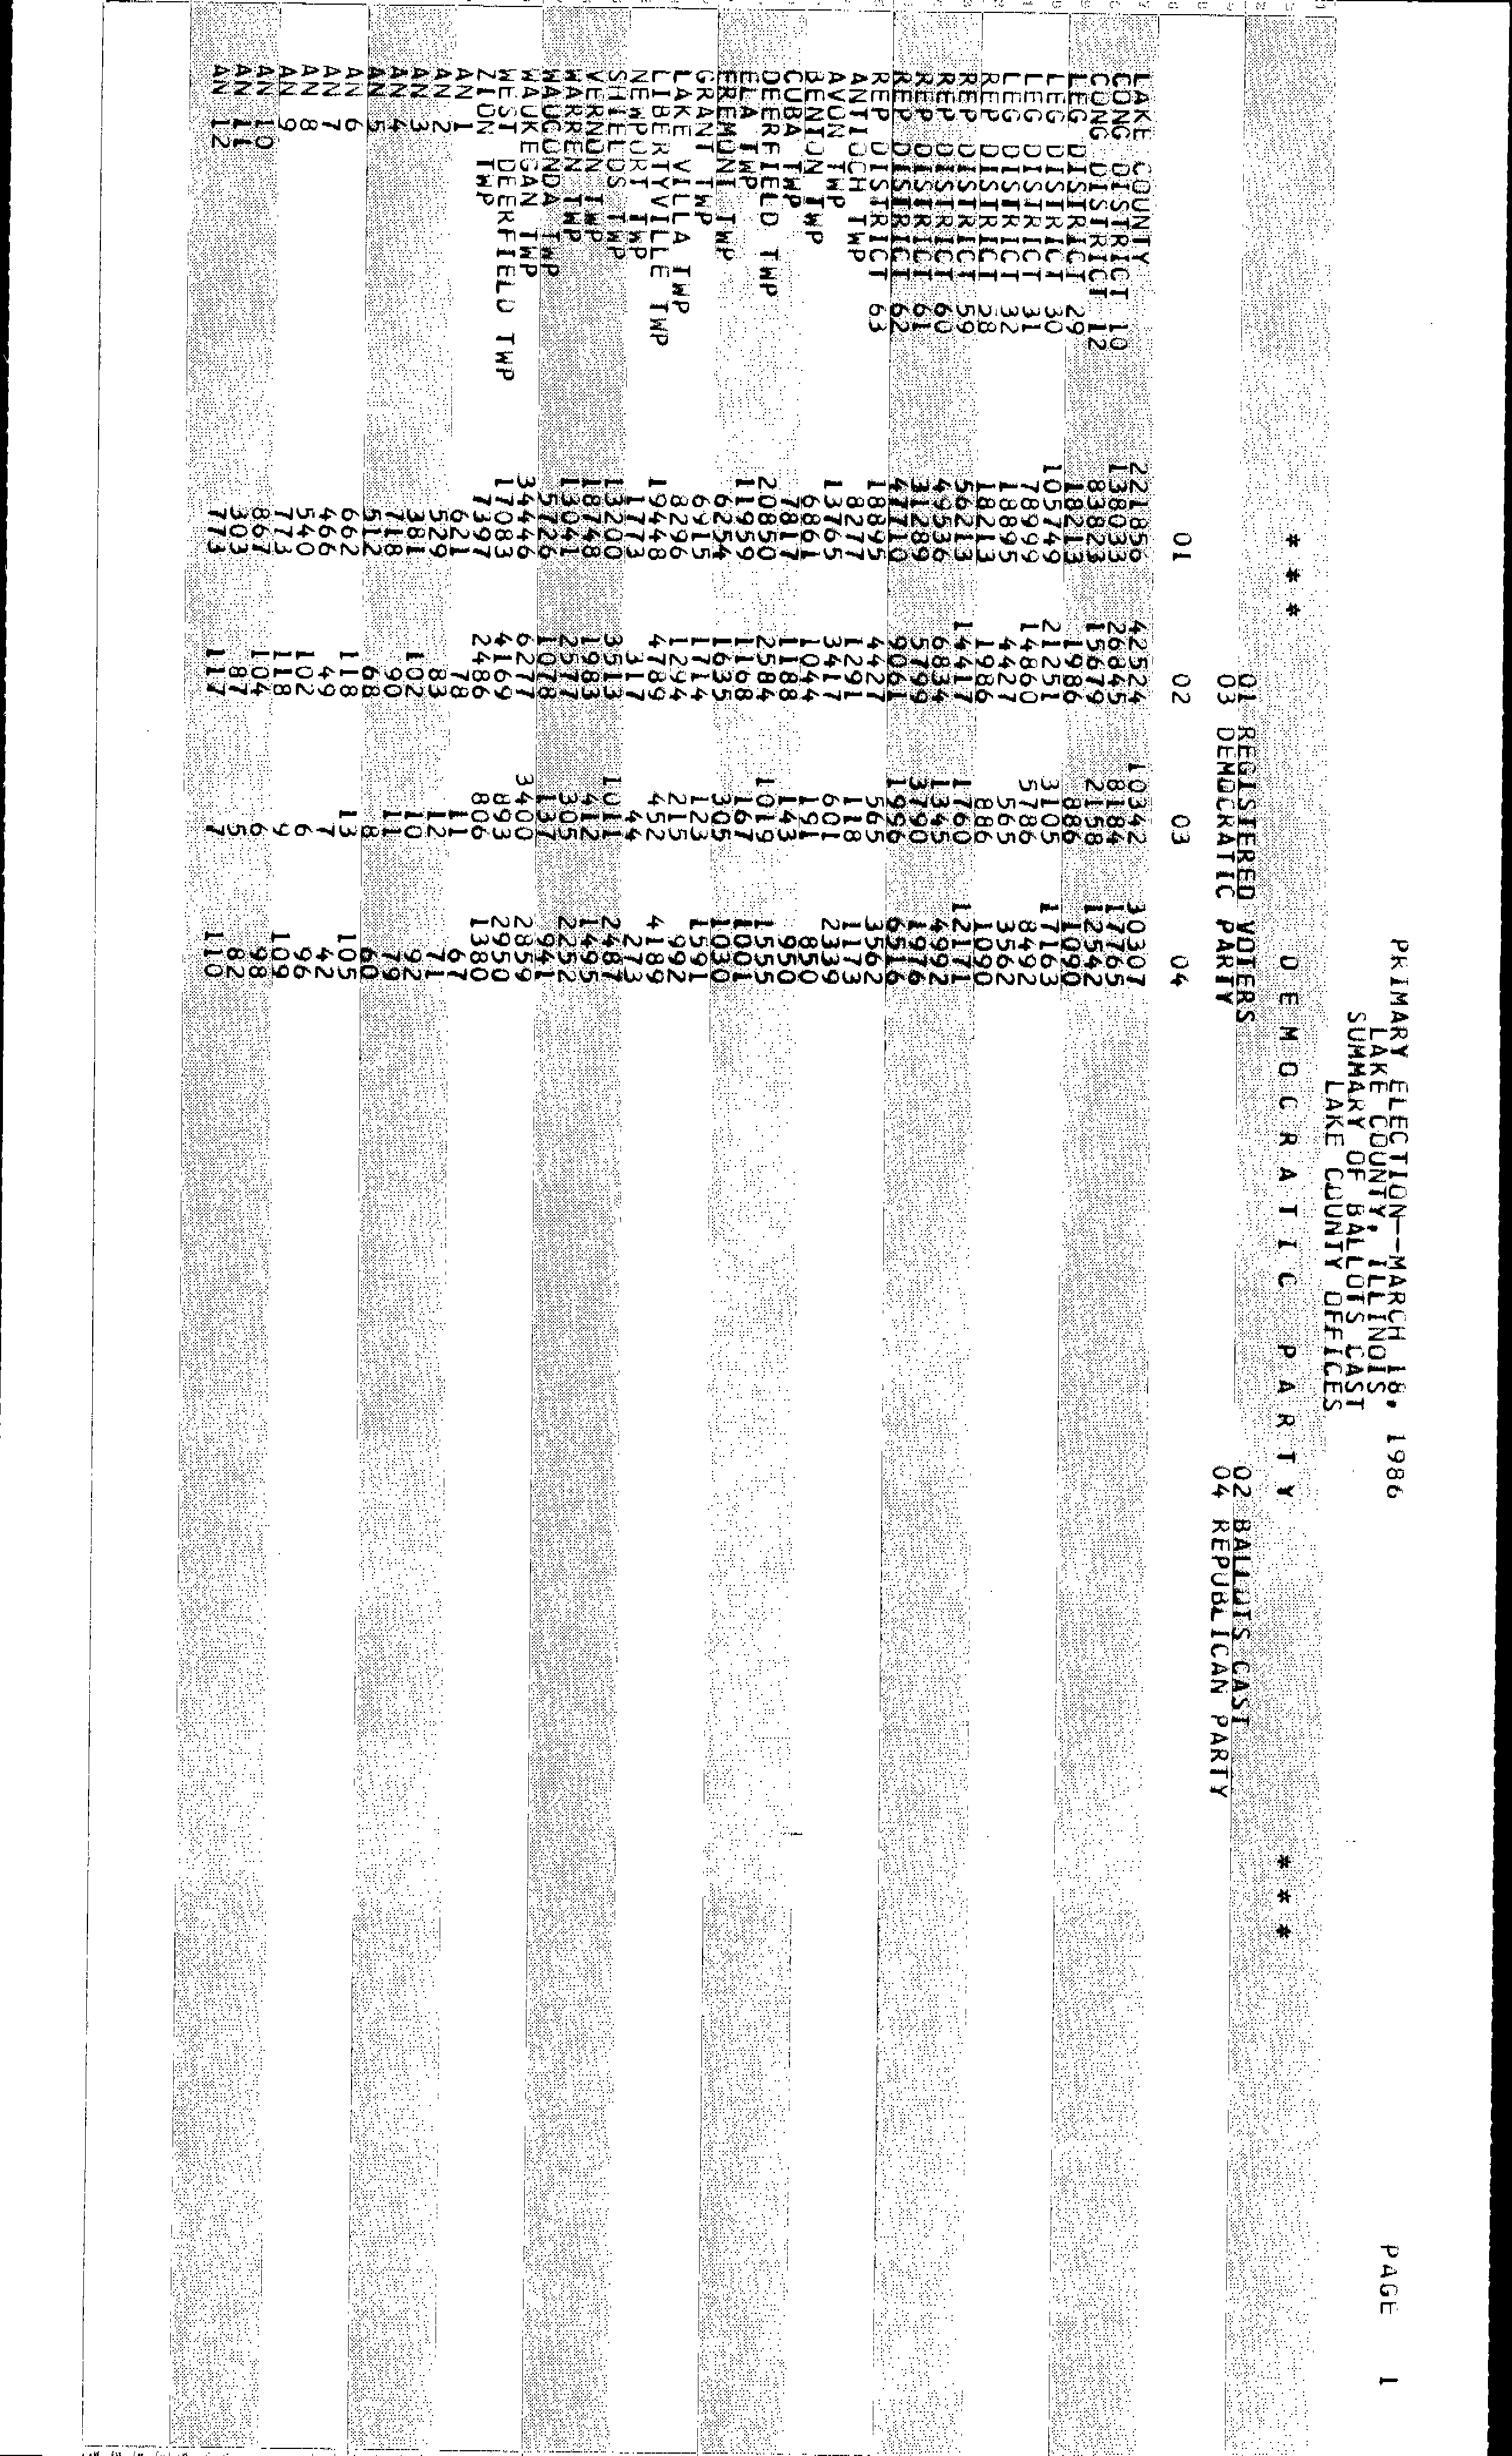 PRIMARY ELECTION--MARCH 18, 1986 PAGE 1
LAKE COUNTY, ILLINOIS
SUMMARY OF BALLOTS CAST
LAKE COUNTY OFFICES
* * * D E M O C R A T I C P A R T Y * * *
01 REGISTERED VOTERS 02 BALLOTS CAST
03 DEMOCRATIC PARTY 04 REPUBLICAN PARTY
01 02 03 04
LAKE COUNTY 221856 42524 10342 30307
CONG DISTRICT 10 138033 26845 8184 17765
CONG DISTRICT 12 83823 15679 2158 12542
LEG DISTRICT 29 18213 1986 886 1090
LEG DISTRICT 30 105749 21251 3105 17163
LEG DISTRICT 31 78999 14860 5786 8492
LEG DISTRICT 32 18895 4427 565 3562
REP DISTRICT 28 18213 1986 886 1090
REP DISTRICT 59 56213 14417 1760 12171
REP DISTRICT 60 49536 6834 1345 4992
REP DISTRICT 61 31289 5799 3790 1976
REP DISTRICT 62 47710 9061 1996 6516
REP DISTRICT 63 18895 4427 565 3562
ANTIOCH TWP 8277 1291 118 1173
AVON TWP 13765 3417 601 2339
BENTON TWP 6861 1044 191 850
CUBA TWP 7817 1188 143 950
DEERFIELD TWP 20850 2584 1019 1555
ELA TWP 11959 1168 167 1001
FREMONT TWP 6254 1635 305 1030
GRANT TWP 6915 1714 123 1591
LAKE VILLA TWP 8296 1294 215 992
LIBERTYVILLE TWP 19448 4789 452 4189
NEWPORT TWP 1773 317 44 273
SHIELDS TWP 13200 3513 1011 2487
VERNON TWP 18748 1983 412 1495
WARREN TWP 13041 2577 305 2252
WAUCONDA TWP 5726 1078 137 941
WAUKEGAN TWP 34446 6277 3400 2859
WEST DEERFIELD TWP 17083 4169 893 2950
ZION TWP 7397 2486 806 1380
AN 1 621 78 11 67
AN 2 529 83 12 71
AN 3 381 102 10 92
AN 4 718 90 11 79
AN 5 512 68 8 60
AN 6 662 118 13 105
AN 7 466 49 7 42
AN 8 540 102 6 96
AN 9 773 118 9 109
AN 10 867 104 6 98
AN 11 303 87 5 82
AN 12 773 117 7 110